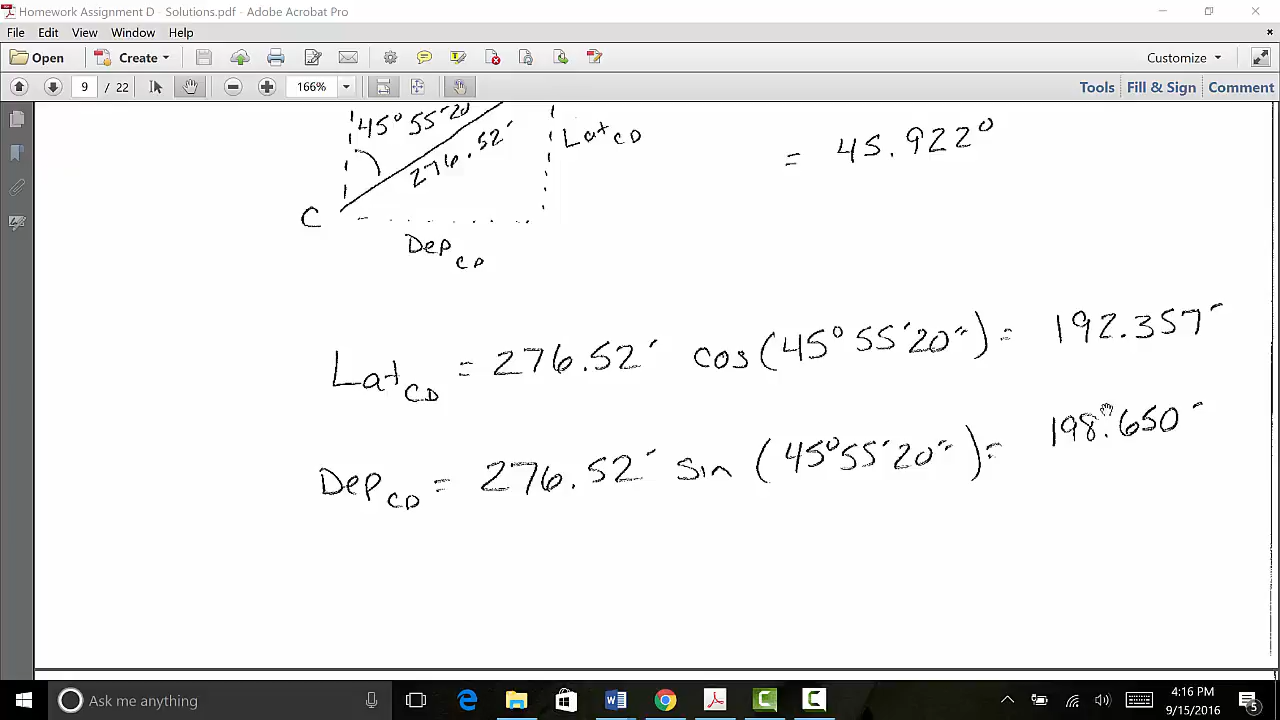 Homework Assignment D - Solutions.pdf - Adobe Acrobat Pro
File Edit View Window Help
Open Create Customize
9 / 22 166% Tools Fill & Sign Comment
45° 55' 20"
276.52'
Lat CD
= 45.922°
C
Dep CD
Lat CD = 276.52' cos(45° 55' 20") = 192.357'
Dep CD = 276.52' sin (45° 55' 20") = 198.650'
Ask me anything
4:16 PM
9/15/2016
5